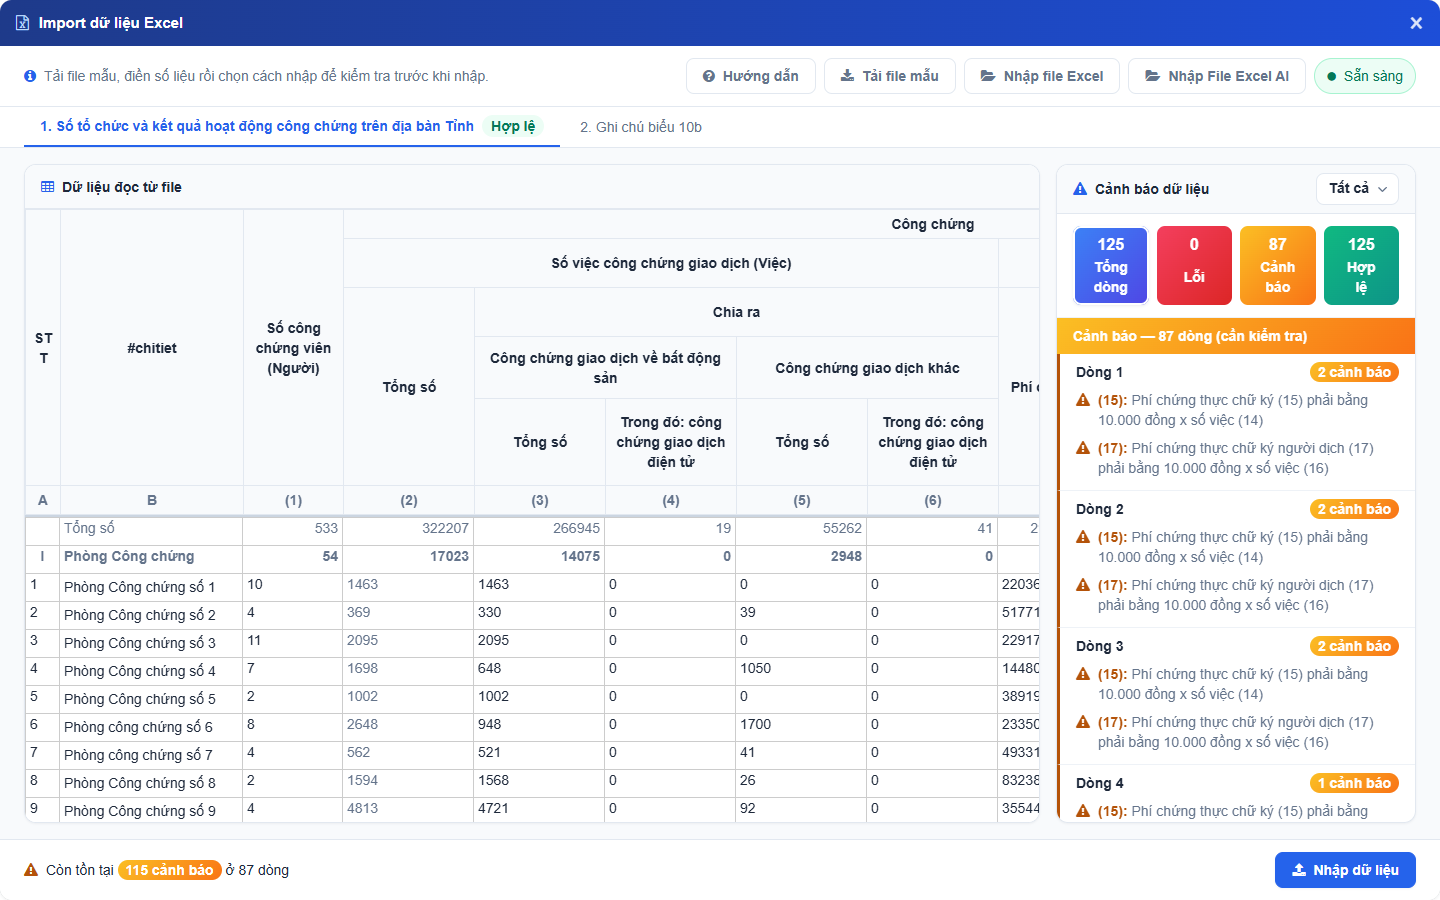 Import dữ liệu Excel
Tải file mẫu, điền số liệu rồi chọn cách nhập để kiểm tra trước khi nhập.
Hướng dẫn
Tải file mẫu
Nhập file Excel
Nhập File Excel AI
Sẵn sàng
1. Số tổ chức và kết quả hoạt động công chứng trên địa bàn Tỉnh Hợp lệ
2. Ghi chú biểu 10b
Dữ liệu đọc từ file
STT
#chitiet
Số công chứng viên (Người)
Công chứng
Số việc công chứng giao dịch (Việc)
Tổng số
Chia ra
Công chứng giao dịch về bất động sản
Công chứng giao dịch khác
Phí
Tổng số
Trong đó: công chứng giao dịch điện tử
Tổng số
Trong đó: công chứng giao dịch điện tử
A B (1) (2) (3) (4) (5) (6)
Tổng số 533 322207 266945 19 55262 41 2
I Phòng Công chứng 54 17023 14075 0 2948 0
1 Phòng Công chứng số 1 10 1463 1463 0 0 0 22036
2 Phòng Công chứng số 2 4 369 330 0 39 0 51771
3 Phòng Công chứng số 3 11 2095 2095 0 0 0 22917
4 Phòng Công chứng số 4 7 1698 648 0 1050 0 14480
5 Phòng Công chứng số 5 2 1002 1002 0 0 0 38919
6 Phòng công chứng số 6 8 2648 948 0 1700 0 23350
7 Phòng công chứng số 7 4 562 521 0 41 0 49331
8 Phòng Công chứng số 8 2 1594 1568 0 26 0 83238
9 Phòng Công chứng số 9 4 4813 4721 0 92 0 35544
Cảnh báo dữ liệu
Tất cả
125 Tổng dòng
0 Lỗi
87 Cảnh báo
125 Hợp lệ
Cảnh báo — 87 dòng (cần kiểm tra)
Dòng 1 2 cảnh báo
(15): Phí chứng thực chữ ký (15) phải bằng
10.000 đồng x số việc (14)
(17): Phí chứng thực chữ ký người dịch (17)
phải bằng 10.000 đồng x số việc (16)
Dòng 2 2 cảnh báo
(15): Phí chứng thực chữ ký (15) phải bằng
10.000 đồng x số việc (14)
(17): Phí chứng thực chữ ký người dịch (17)
phải bằng 10.000 đồng x số việc (16)
Dòng 3 2 cảnh báo
(15): Phí chứng thực chữ ký (15) phải bằng
10.000 đồng x số việc (14)
(17): Phí chứng thực chữ ký người dịch (17)
phải bằng 10.000 đồng x số việc (16)
Dòng 4 1 cảnh báo
(15): Phí chứng thực chữ ký (15) phải bằng
Còn tồn tại 115 cảnh báo ở 87 dòng
Nhập dữ liệu